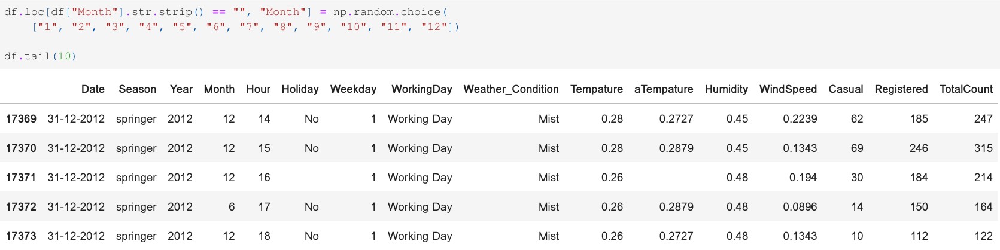 df.loc[df["Month"].str.strip() == "", "Month"] = np.random.choice(
["1", "2", "3", "4", "5", "6", "7", "8", "9", "10", "11", "12"])
df.tail(10)
Date Season Year Month Hour Holiday Weekday WorkingDay Weather_Condition Tempature aTempature Humidity WindSpeed Casual Registered TotalCount
17369 31-12-2012 springer 2012 12 14 No 1 Working Day Mist 0.28 0.2727 0.45 0.2239 62 185 247
17370 31-12-2012 springer 2012 12 15 No 1 Working Day Mist 0.28 0.2879 0.45 0.1343 69 246 315
17371 31-12-2012 springer 2012 12 16 1 Working Day Mist 0.26 0.48 0.194 30 184 214
17372 31-12-2012 springer 2012 6 17 No 1 Working Day Mist 0.26 0.2879 0.48 0.0896 14 150 164
17373 31-12-2012 springer 2012 12 18 No 1 Working Day Mist 0.26 0.2727 0.48 0.1343 10 112 122